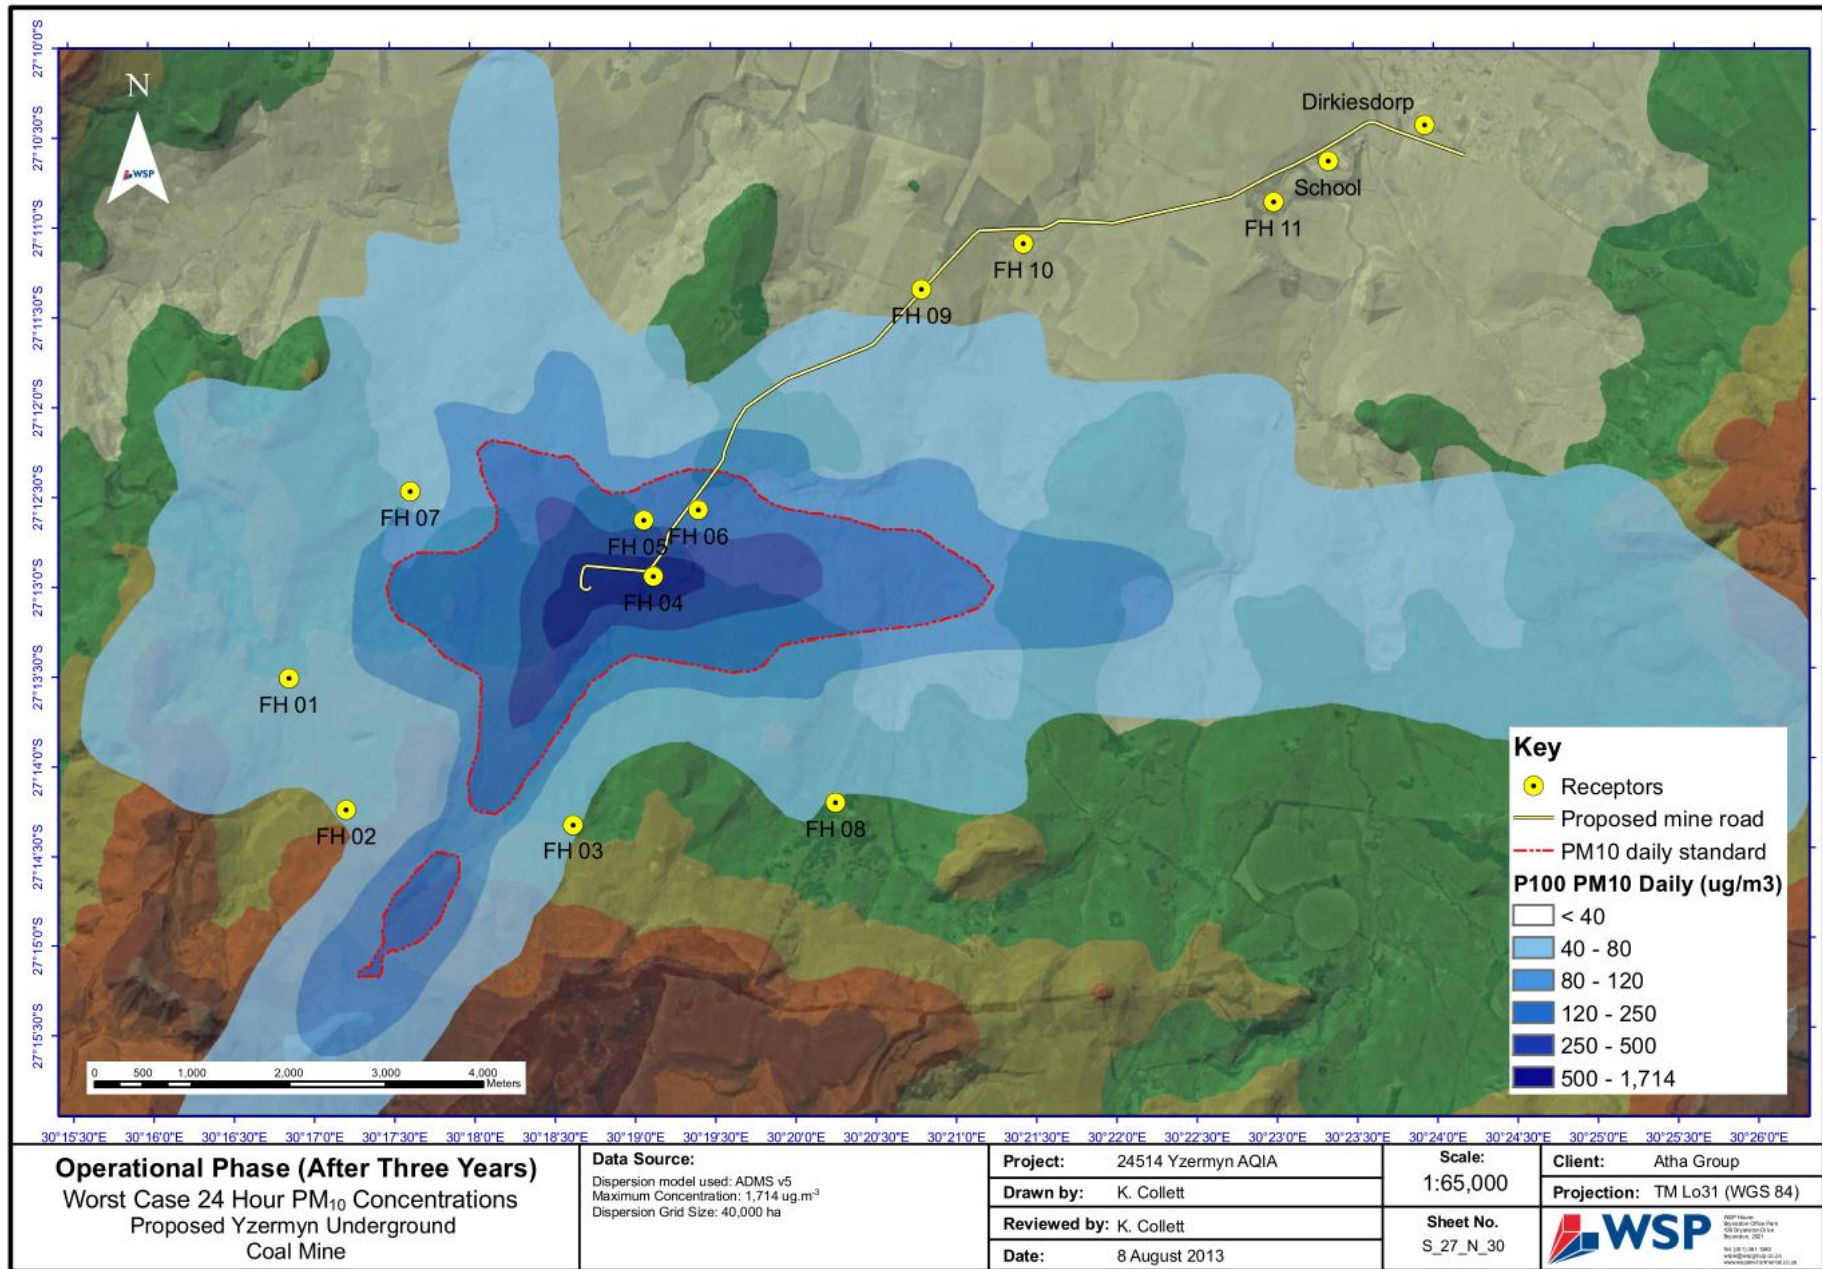 27°10'0"S
27°10'30"S
27°11'0"S
27°11'30"S
27°12'0"S
27°12'30"S
27°13'0"S
27°13'30"S
27°14'0"S
27°14'30"S
27°15'0"S
27°15'30"S
N
WSP
Dirkiesdorp
School
FH 11
FH 10
FH 09
FH 07
FH 05
FH 06
FH 04
FH 01
FH 02
FH 03
FH 08
Key
Receptors
Proposed mine road
PM10 daily standard
P100 PM10 Daily (ug/m3)
< 40
40 - 80
80 - 120
120 - 250
250 - 500
500 - 1,714
0 500 1,000 2,000 3,000 4,000
Meters
30°15'30"E 30°16'0"E 30°16'30"E 30°17'0"E 30°17'30"E 30°18'0"E 30°18'30"E 30°19'0"E 30°19'30"E 30°20'0"E 30°20'30"E 30°21'0"E 30°21'30"E 30°22'0"E 30°22'30"E 30°23'0"E 30°23'30"E 30°24'0"E 30°24'30"E 30°25'0"E 30°25'30"E 30°26'0"E
Operational Phase (After Three Years)
Worst Case 24 Hour PM₁₀ Concentrations
Proposed Yzermyn Underground
Coal Mine
Data Source:
Dispersion model used: ADMS v5
Maximum Concentration: 1,714 ug.m⁻³
Dispersion Grid Size: 40,000 ha
Project: 24514 Yzermyn AQIA
Drawn by: K. Collett
Reviewed by: K. Collett
Date: 8 August 2013
Scale:
1:65,000
Sheet No.
S_27_N_30
Client: Atha Group
Projection: TM Lo31 (WGS 84)
WSP